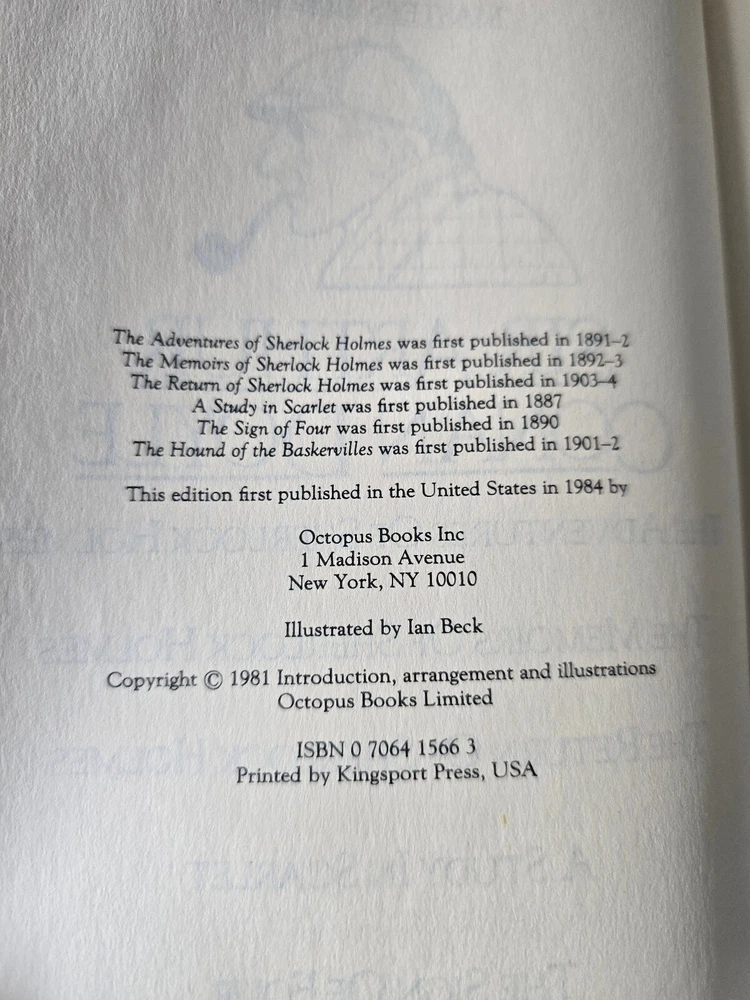 The Adventures of Sherlock Holmes was first published in 1891–2
The Memoirs of Sherlock Holmes was first published in 1892–3
The Return of Sherlock Holmes was first published in 1903–4
A Study in Scarlet was first published in 1887
The Sign of Four was first published in 1890
The Hound of the Baskervilles was first published in 1901–2
This edition first published in the United States in 1984 by
Octopus Books Inc
1 Madison Avenue
New York, NY 10010
Illustrated by Ian Beck
Copyright © 1981 Introduction, arrangement and illustrations
Octopus Books Limited
ISBN 0 7064 1566 3
Printed by Kingsport Press, USA